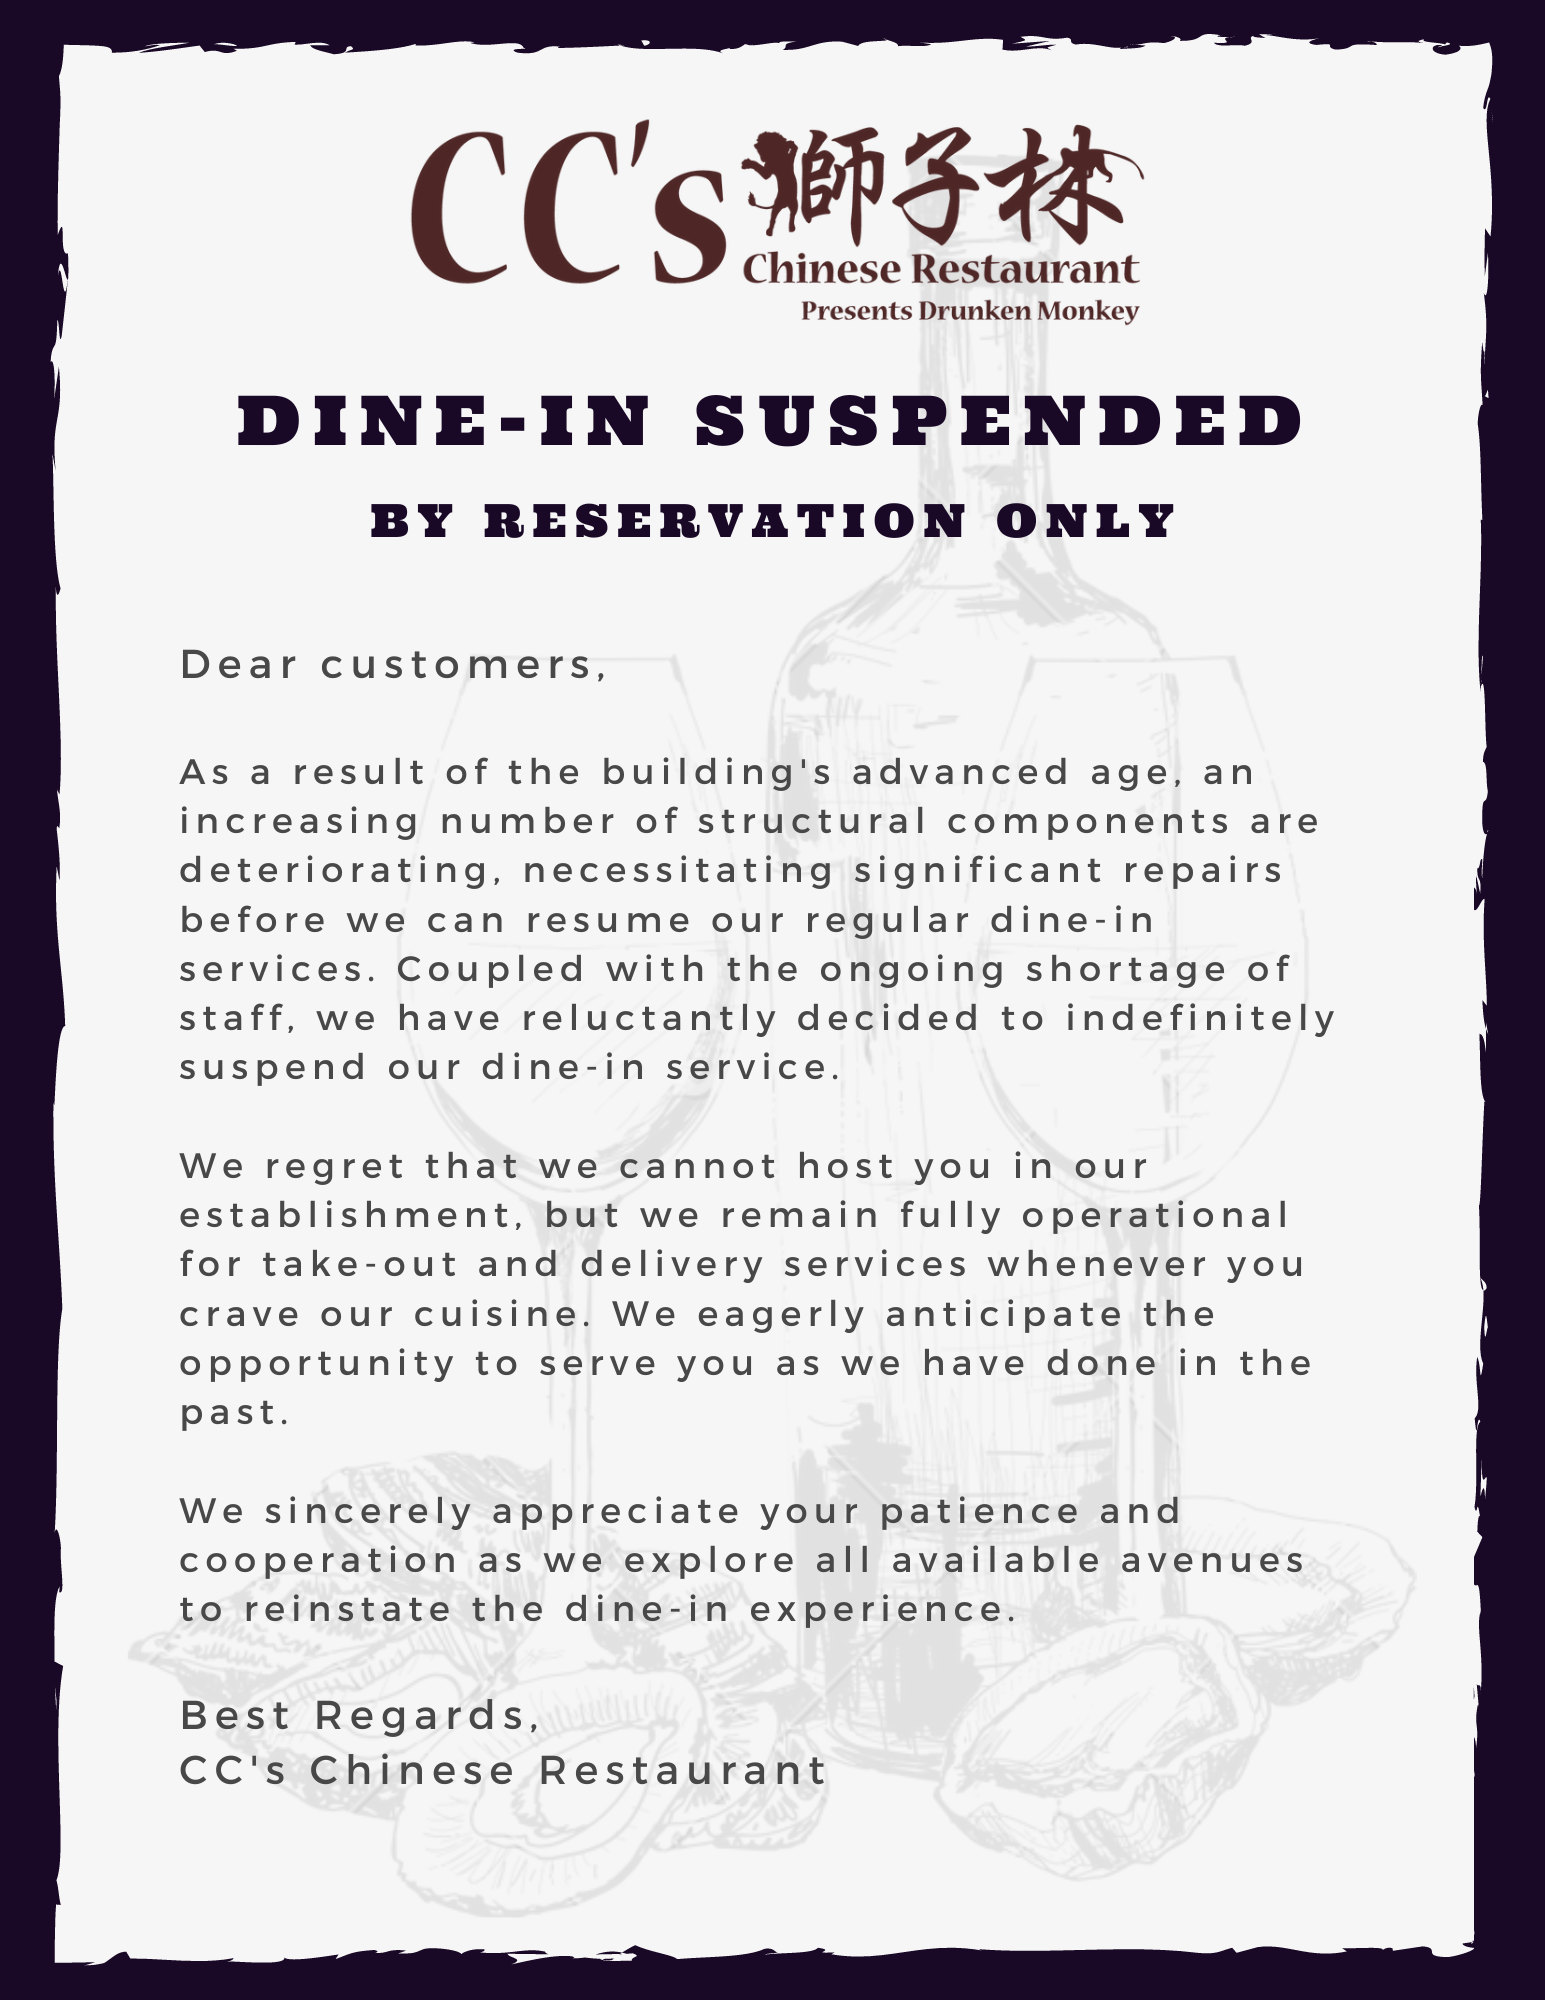 CC's 獅子林
Chinese Restaurant
Presents Drunken Monkey
DINE-IN SUSPENDED
BY RESERVATION ONLY
Dear customers,
As a result of the building's advanced age, an
increasing number of structural components are
deteriorating, necessitating significant repairs
before we can resume our regular dine-in
services. Coupled with the ongoing shortage of
staff, we have reluctantly decided to indefinitely
suspend our dine-in service.
We regret that we cannot host you in our
establishment, but we remain fully operational
for take-out and delivery services whenever you
crave our cuisine. We eagerly anticipate the
opportunity to serve you as we have done in the
past.
We sincerely appreciate your patience and
cooperation as we explore all available avenues
to reinstate the dine-in experience.
Best Regards,
CC's Chinese Restaurant